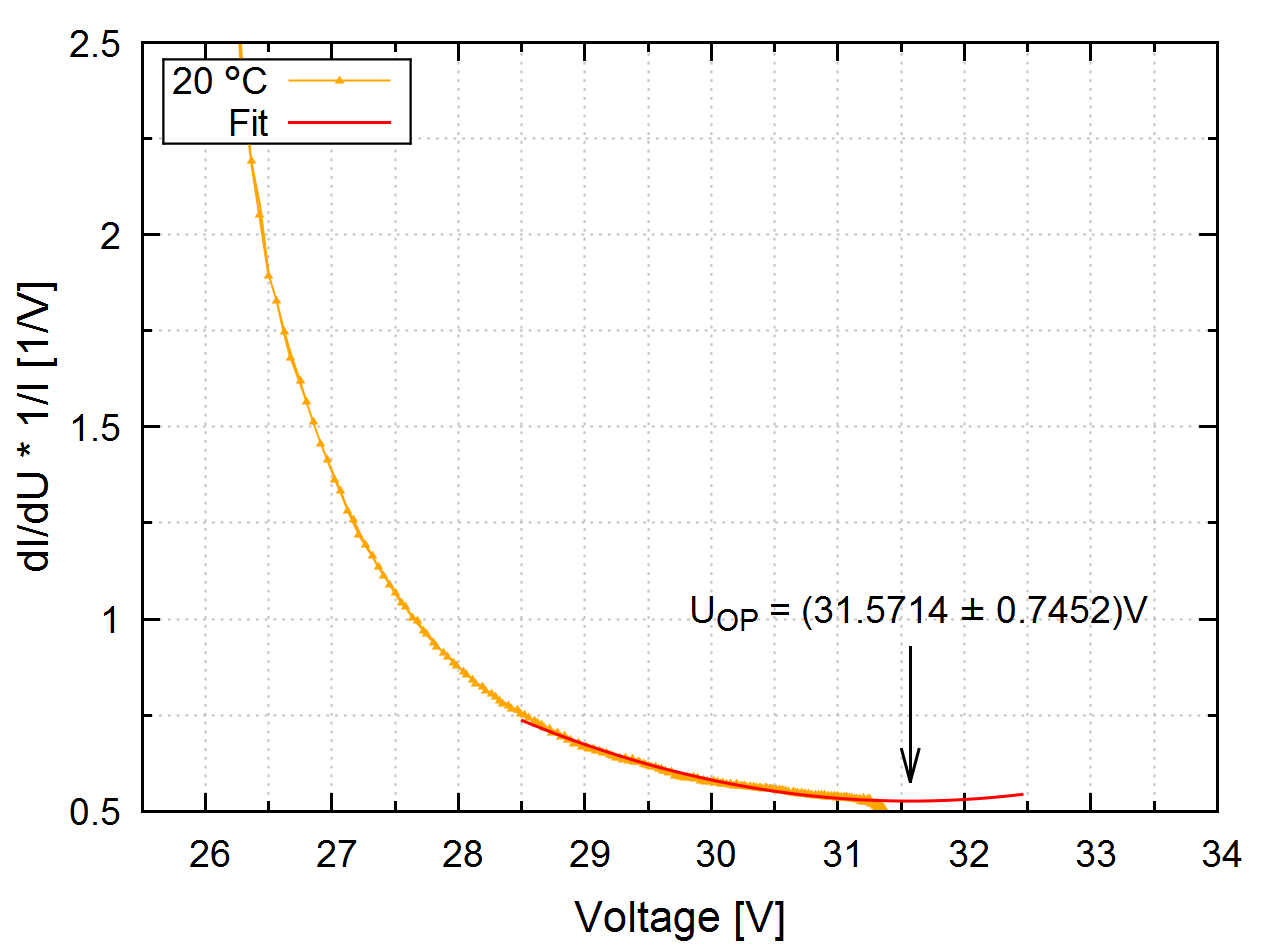 2.5
2
1.5
1
0.5
dI/dU * 1/I [1/V]
20 °C
Fit
U_OP = (31.5714 ± 0.7452)V
26 27 28 29 30 31 32 33 34
Voltage [V]